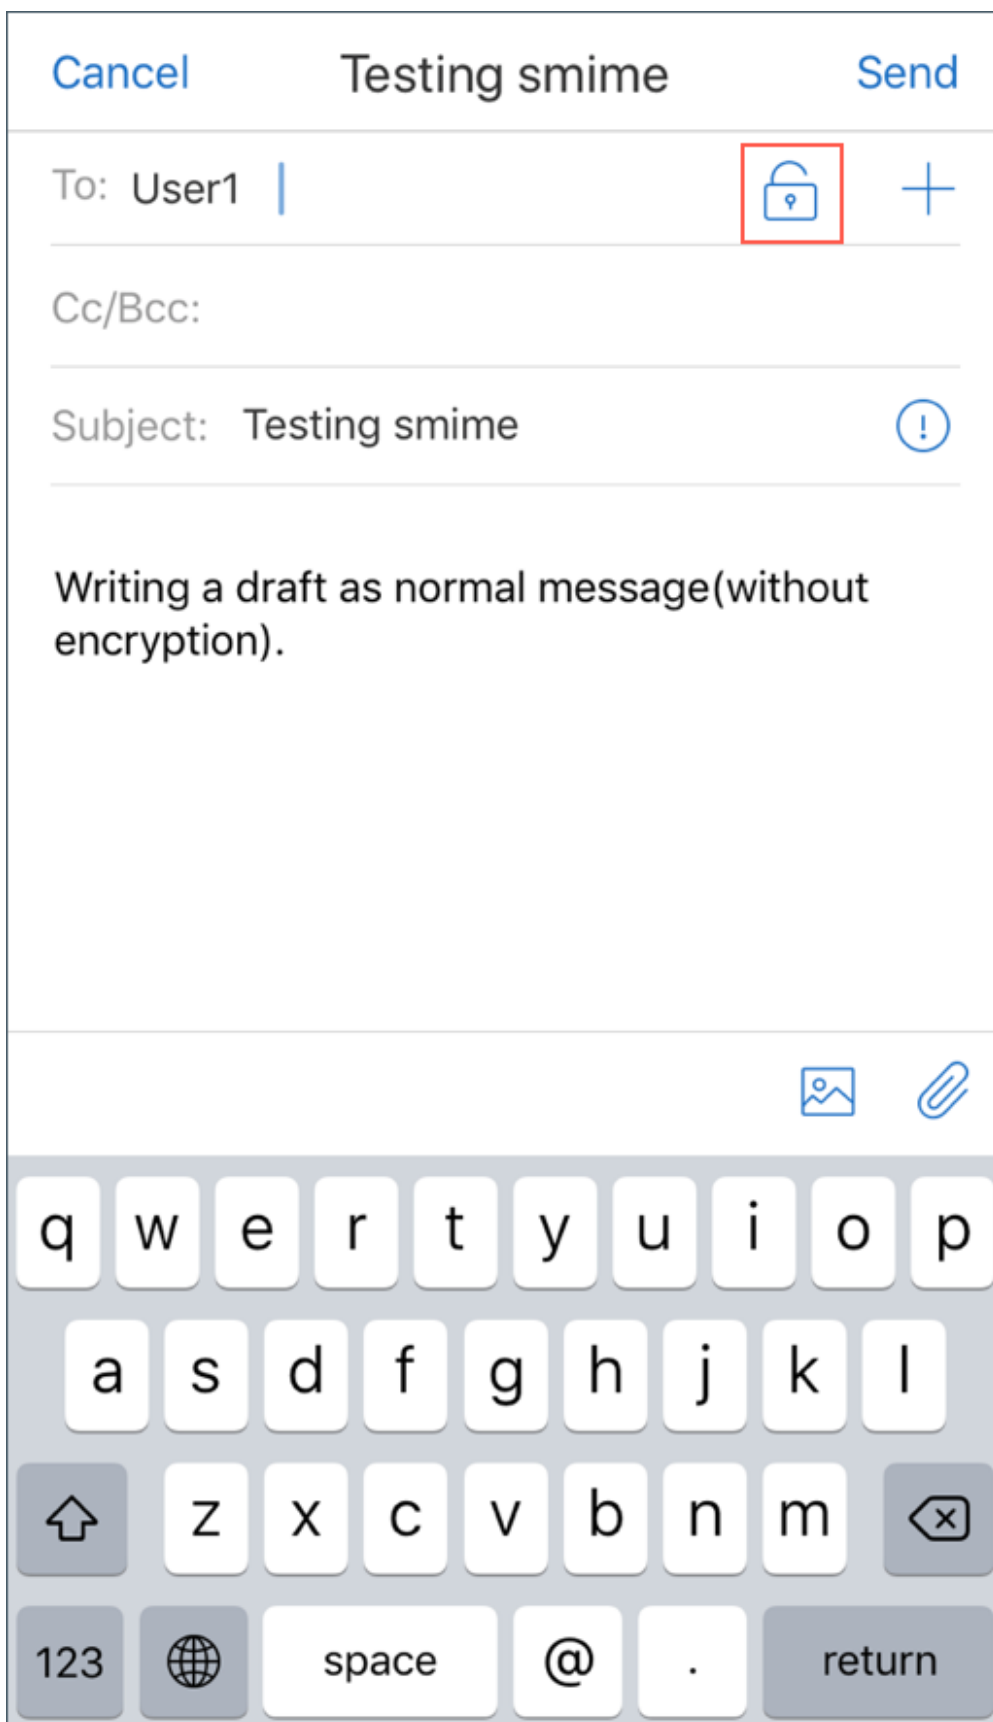 Cancel Testing smime Send
To: User1
Cc/Bcc:
Subject: Testing smime
Writing a draft as normal message(without
encryption).
q w e r t y u i o p
a s d f g h j k l
z x c v b n m
123 space @ . return